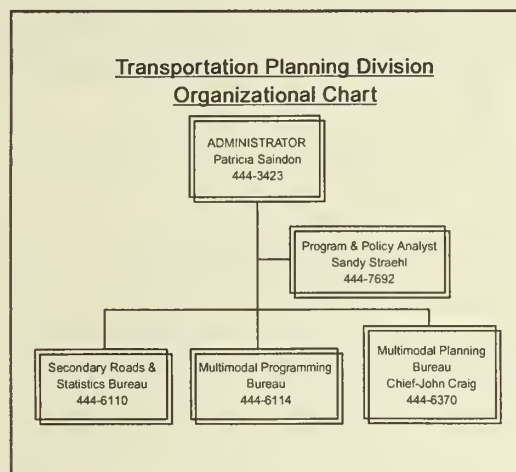 Transportation Planning Division
Organizational Chart
ADMINISTRATOR
Patricia Saindon
444-3423
Program & Policy Analyst
Sandy Straehl
444-7692
Secondary Roads &
Statistics Bureau
444-6110
Multimodal Programming
Bureau
444-6114
Multimodal Planning
Bureau
Chief-John Craig
444-6370